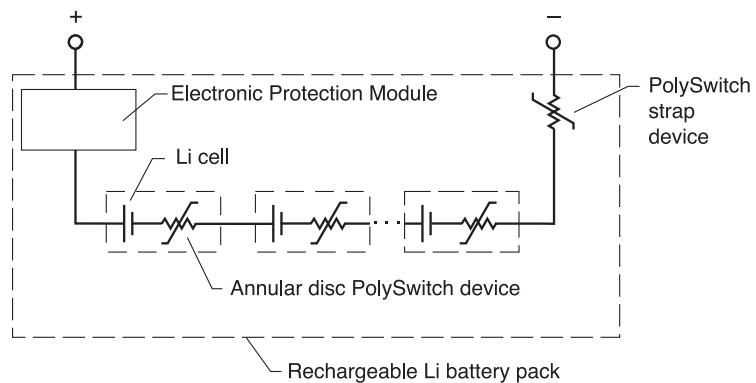 +
−
Electronic Protection Module
PolySwitch
strap
device
Li cell
Annular disc PolySwitch device
Rechargeable Li battery pack